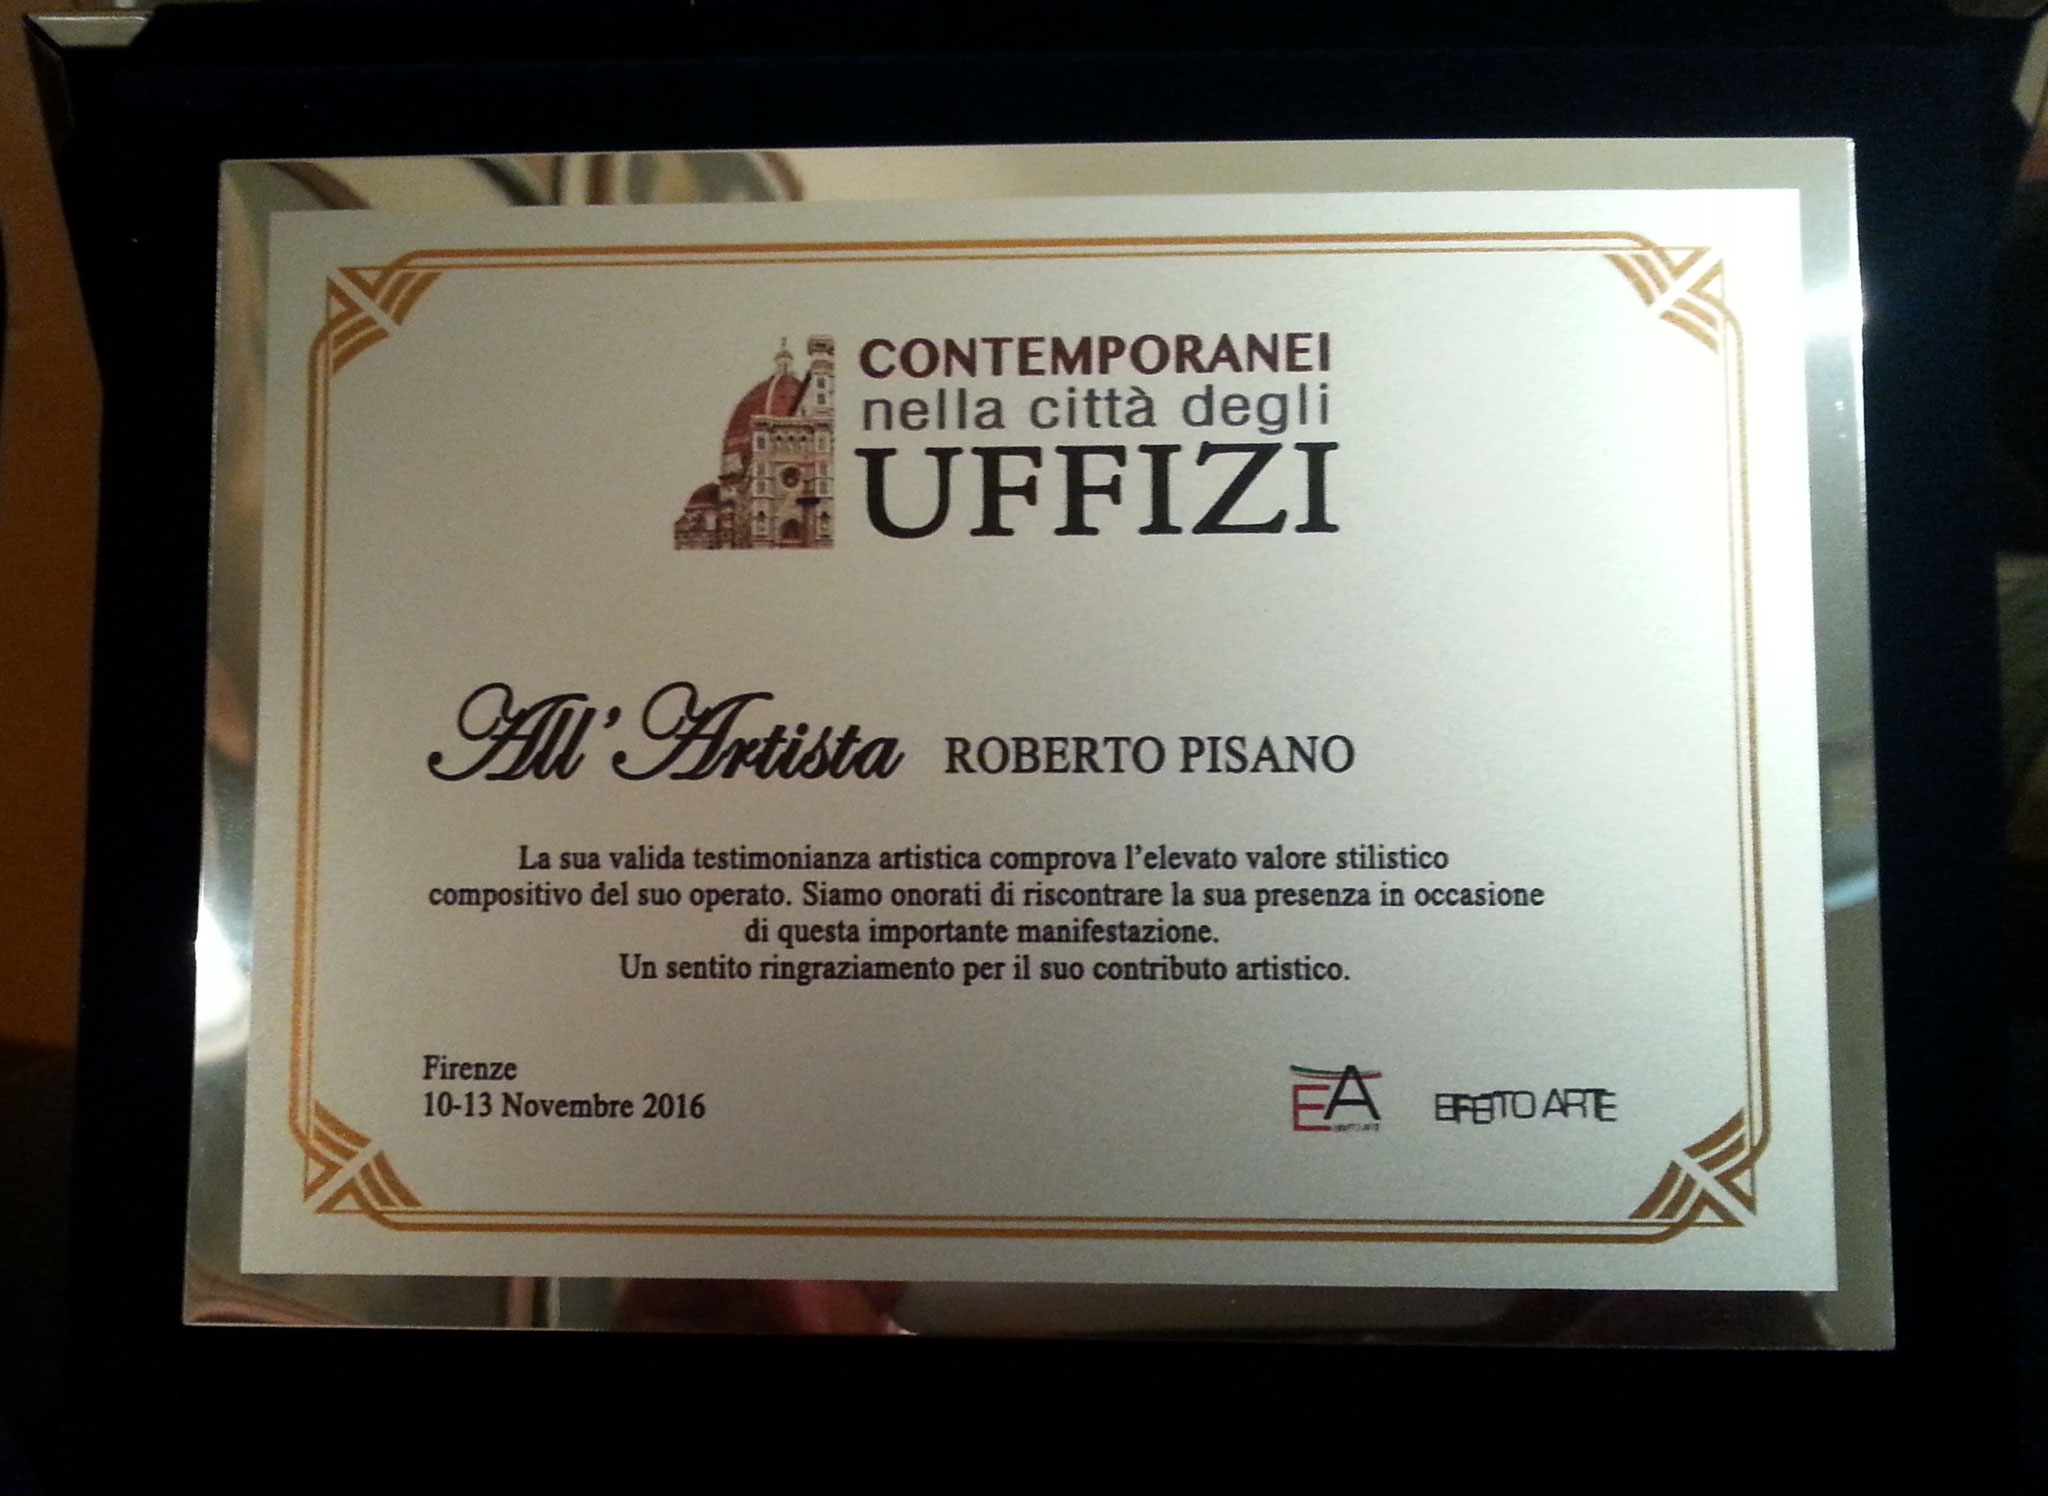 CONTEMPORANEI
nella città degli
UFFIZI
All'Artista ROBERTO PISANO
La sua valida testimonianza artistica comprova l'elevato valore stilistico
compositivo del suo operato. Siamo onorati di riscontrare la sua presenza in occasione
di questa importante manifestazione.
Un sentito ringraziamento per il suo contributo artistico.
Firenze
10-13 Novembre 2016
EA
EFFETTO ARTE